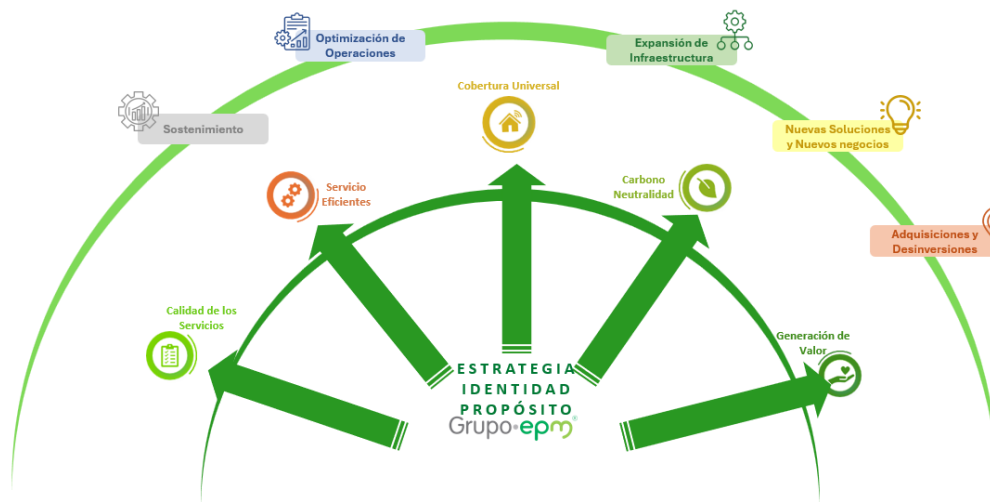 Optimización de
Operaciones
Expansión de
Infraestructura
Sostenimiento
Cobertura Universal
Nuevas Soluciones
y Nuevos negocios
Servicio
Eficientes
Carbono
Neutralidad
Adquisiciones y
Desinversiones
Calidad de los
Servicios
Generación de
Valor
ESTRATEGIA
IDENTIDAD
PROPÓSITO
Grupo·epm®